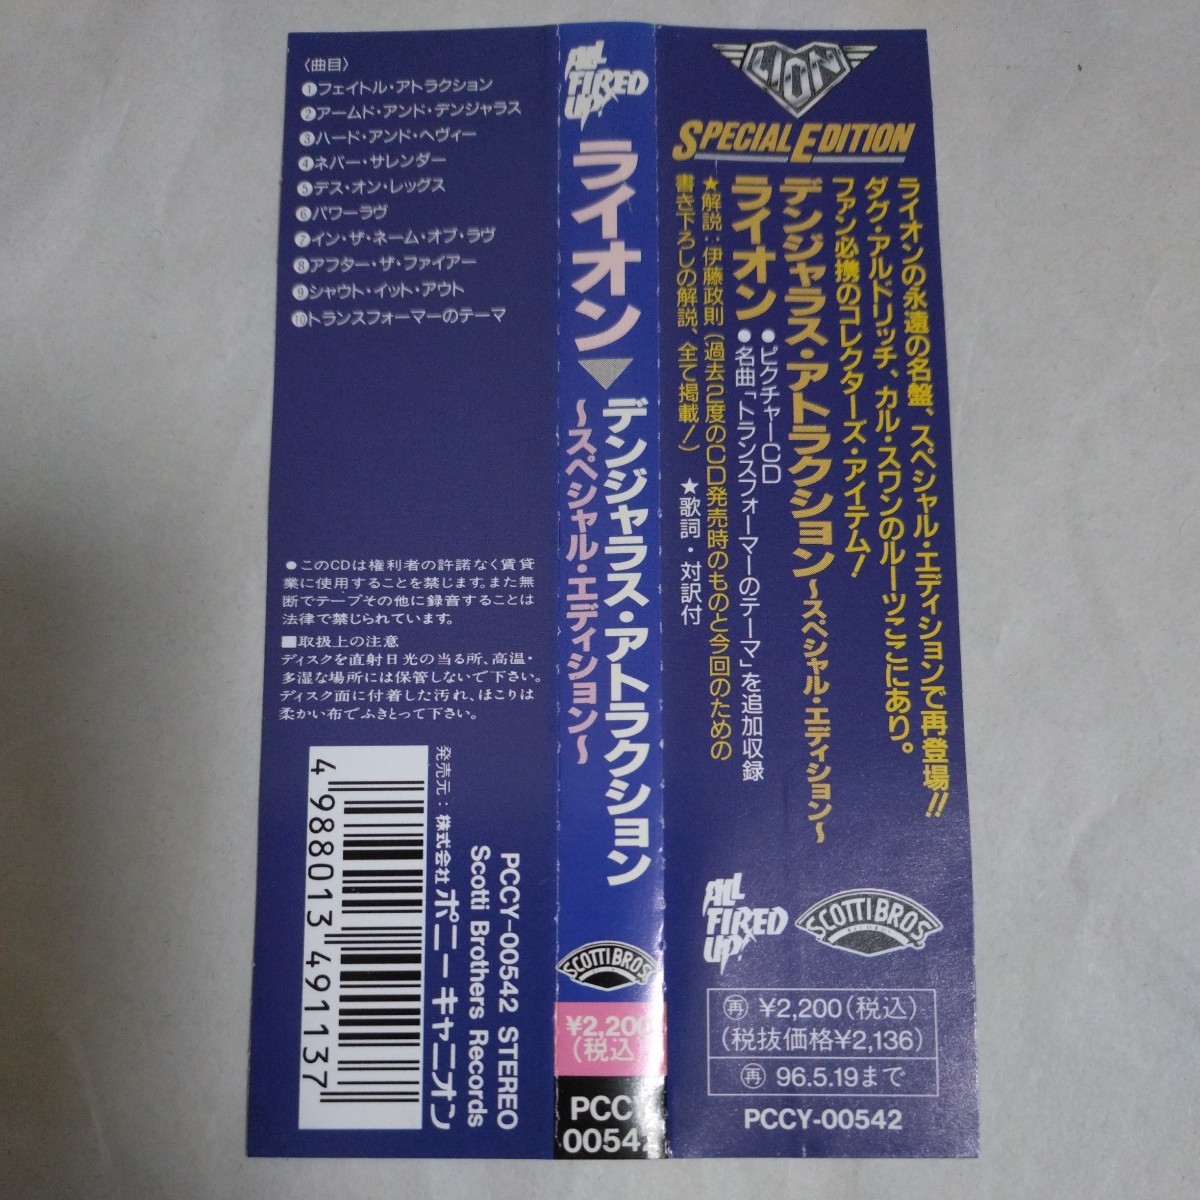 〈曲目〉
①フェイトル・アトラクション
②アームド・アンド・デンジャラス
③ハード・アンド・ヘヴィー
④ネバー・サレンダー
⑤デス・オン・レッグス
⑥パワーラヴ
⑦イン・ザ・ネーム・オブ・ラヴ
⑧アフター・ザ・ファイアー
⑨シャウト・イット・アウト
⑩トランスフォーマーのテーマ
●このCDは権利者の許諾なく賃貸
業に使用することを禁じます。また無
断でテープその他に録音することは
法律で禁じられています。
■取扱上の注意
ディスクを直射日光の当る所、高温・
多湿な場所には保管しないで下さい。
ディスク面に付着した汚れ、ほこりは
柔かい布でふきとって下さい。
PCCY-00542 STEREO
Scotti Brothers Records
発売元:株式会社ポニーキャニオン
4 988013 491137
ALL
FIRED
UP
ライオン▼デンジャラス・アトラクション
〜スペシャル・エディション〜
SCOTTI BROS.
¥2,200
(税込)
PCCY
00542
LION
SPECIAL EDITION
ライオンの永遠の名盤、スペシャル・エディションで再登場!!
ダグ・アルドリッチ、カル・スワンのルーツここにあり。
ファン必携のコレクターズ・アイテム!
デンジャラス・アトラクション〜スペシャル・エディション〜
ライオン
●ピクチャーCD
●名曲「トランスフォーマーのテーマ」を追加収録
★解説:伊藤政則(過去2度のCD発売時のものと今回のための
書き下ろしの解説、全て掲載!) ★歌詞・対訳付
ALL
FIRED
UP
SCOTTI BROS.
RECORDS
再 ¥2,200(税込)
(税抜価格¥2,136)
再 96.5.19まで
PCCY-00542